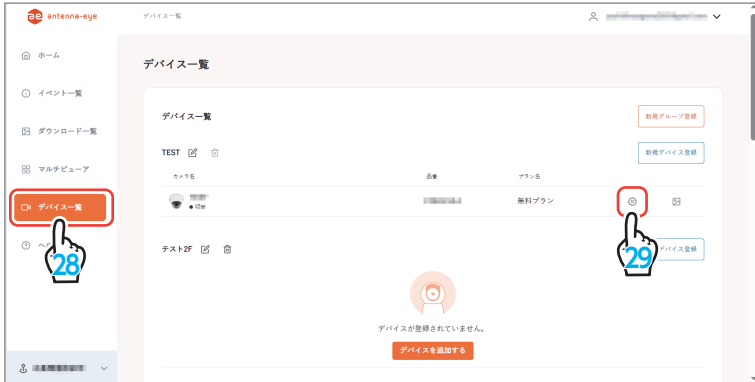 ae antenna-eye
デバイス一覧
ホーム
イベント一覧
ダウンロード一覧
マルチビューア
デバイス一覧
28
デバイス一覧
デバイス一覧
新規グループ登録
TEST
新規デバイス登録
カメラ名 品番 プラン名
切断
無料プラン
29
テスト2F
デバイス登録
デバイスが登録されていません。
デバイスを追加する